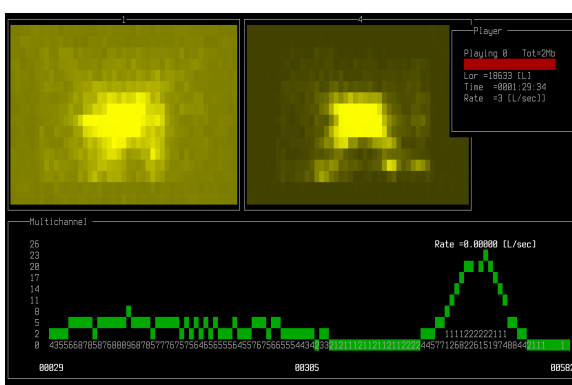 1
4
Player
Playing 0 Tot=2Mb
Lor =18633 [L]
Time =0001:29:34
Rate =3 [L/sec]]
Multichannel
26
23
20
17
14
11
8
5
2
0
Rate =0.00000 [L/sec]
1111222222111
00029
00305
00582